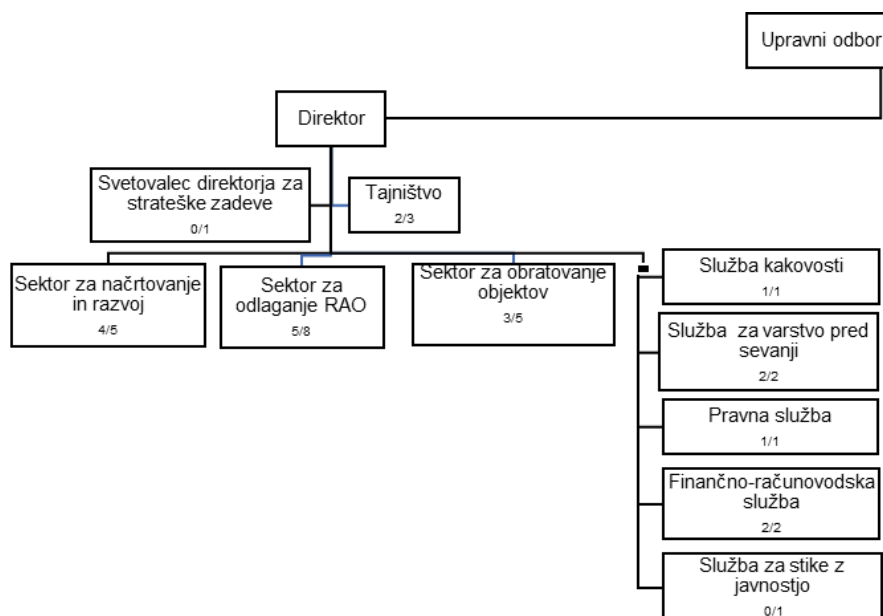 Upravni odbor
Direktor
Svetovalec direktorja za
strateške zadeve
0/1
Tajništvo
2/3
Sektor za načrtovanje
in razvoj
4/5
Sektor za
odlaganje RAO
5/8
Sektor za obratovanje
objektov
3/5
Služba kakovosti
1/1
Služba za varstvo pred
sevanji
2/2
Pravna služba
1/1
Finančno-računovodska
služba
2/2
Služba za stike z
javnostjo
0/1